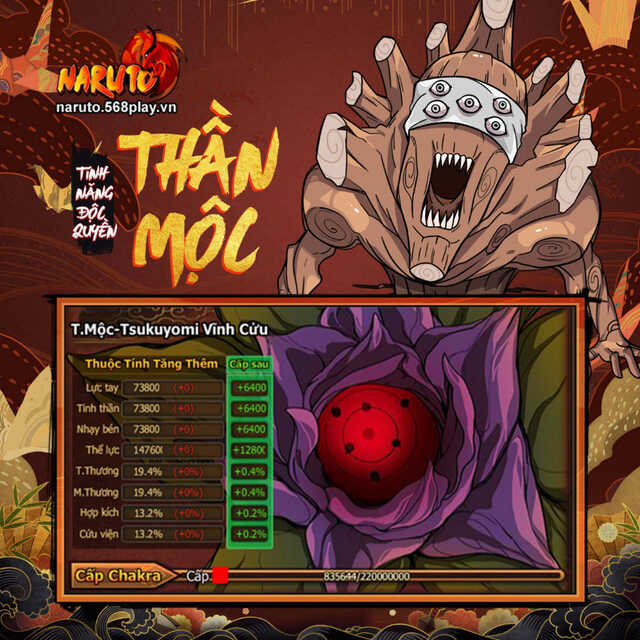 NARUTO
naruto.568play.vn
TÍNH
NĂNG
ĐỘC
QUYỀN
THẦN
MỘC
T.Mộc-Tsukuyomi Vĩnh Cửu
Thuộc Tính Tăng Thêm Cấp sau
Lực tay 73800 (+0) +6400
Tinh thần 73800 (+0) +6400
Nhạy bén 73800 (+0) +6400
Thể lực 147600 (+0) +12800
T.Thương 19.4% (+0%) +0.4%
M.Thương 19.4% (+0%) +0.4%
Hợp kích 13.2% (+0%) +0.2%
Cứu viện 13.2% (+0%) +0.2%
Cấp Chakra Cấp 835644/220000000